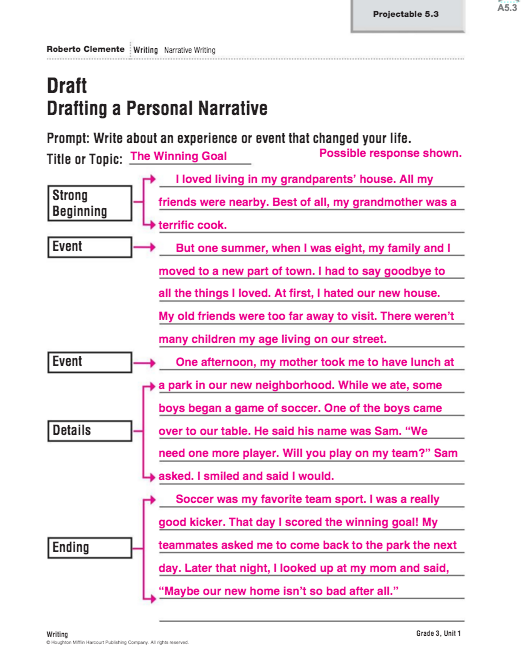 Projectable 5.3
A5.3
Roberto Clemente Writing Narrative Writing
Draft
Drafting a Personal Narrative
Prompt: Write about an experience or event that changed your life.
Title or Topic: The Winning Goal
Possible response shown.
Strong
Beginning
I loved living in my grandparents’ house. All my
friends were nearby. Best of all, my grandmother was a
terrific cook.
Event
But one summer, when I was eight, my family and I
moved to a new part of town. I had to say goodbye to
all the things I loved. At first, I hated our new house.
My old friends were too far away to visit. There weren’t
many children my age living on our street.
Event
One afternoon, my mother took me to have lunch at
a park in our new neighborhood. While we ate, some
boys began a game of soccer. One of the boys came
Details
over to our table. He said his name was Sam. “We
need one more player. Will you play on my team?” Sam
asked. I smiled and said I would.
Soccer was my favorite team sport. I was a really
good kicker. That day I scored the winning goal! My
Ending
teammates asked me to come back to the park the next
day. Later that night, I looked up at my mom and said,
“Maybe our new home isn’t so bad after all.”
Writing
Grade 3, Unit 1
© Houghton Mifflin Harcourt Publishing Company. All rights reserved.